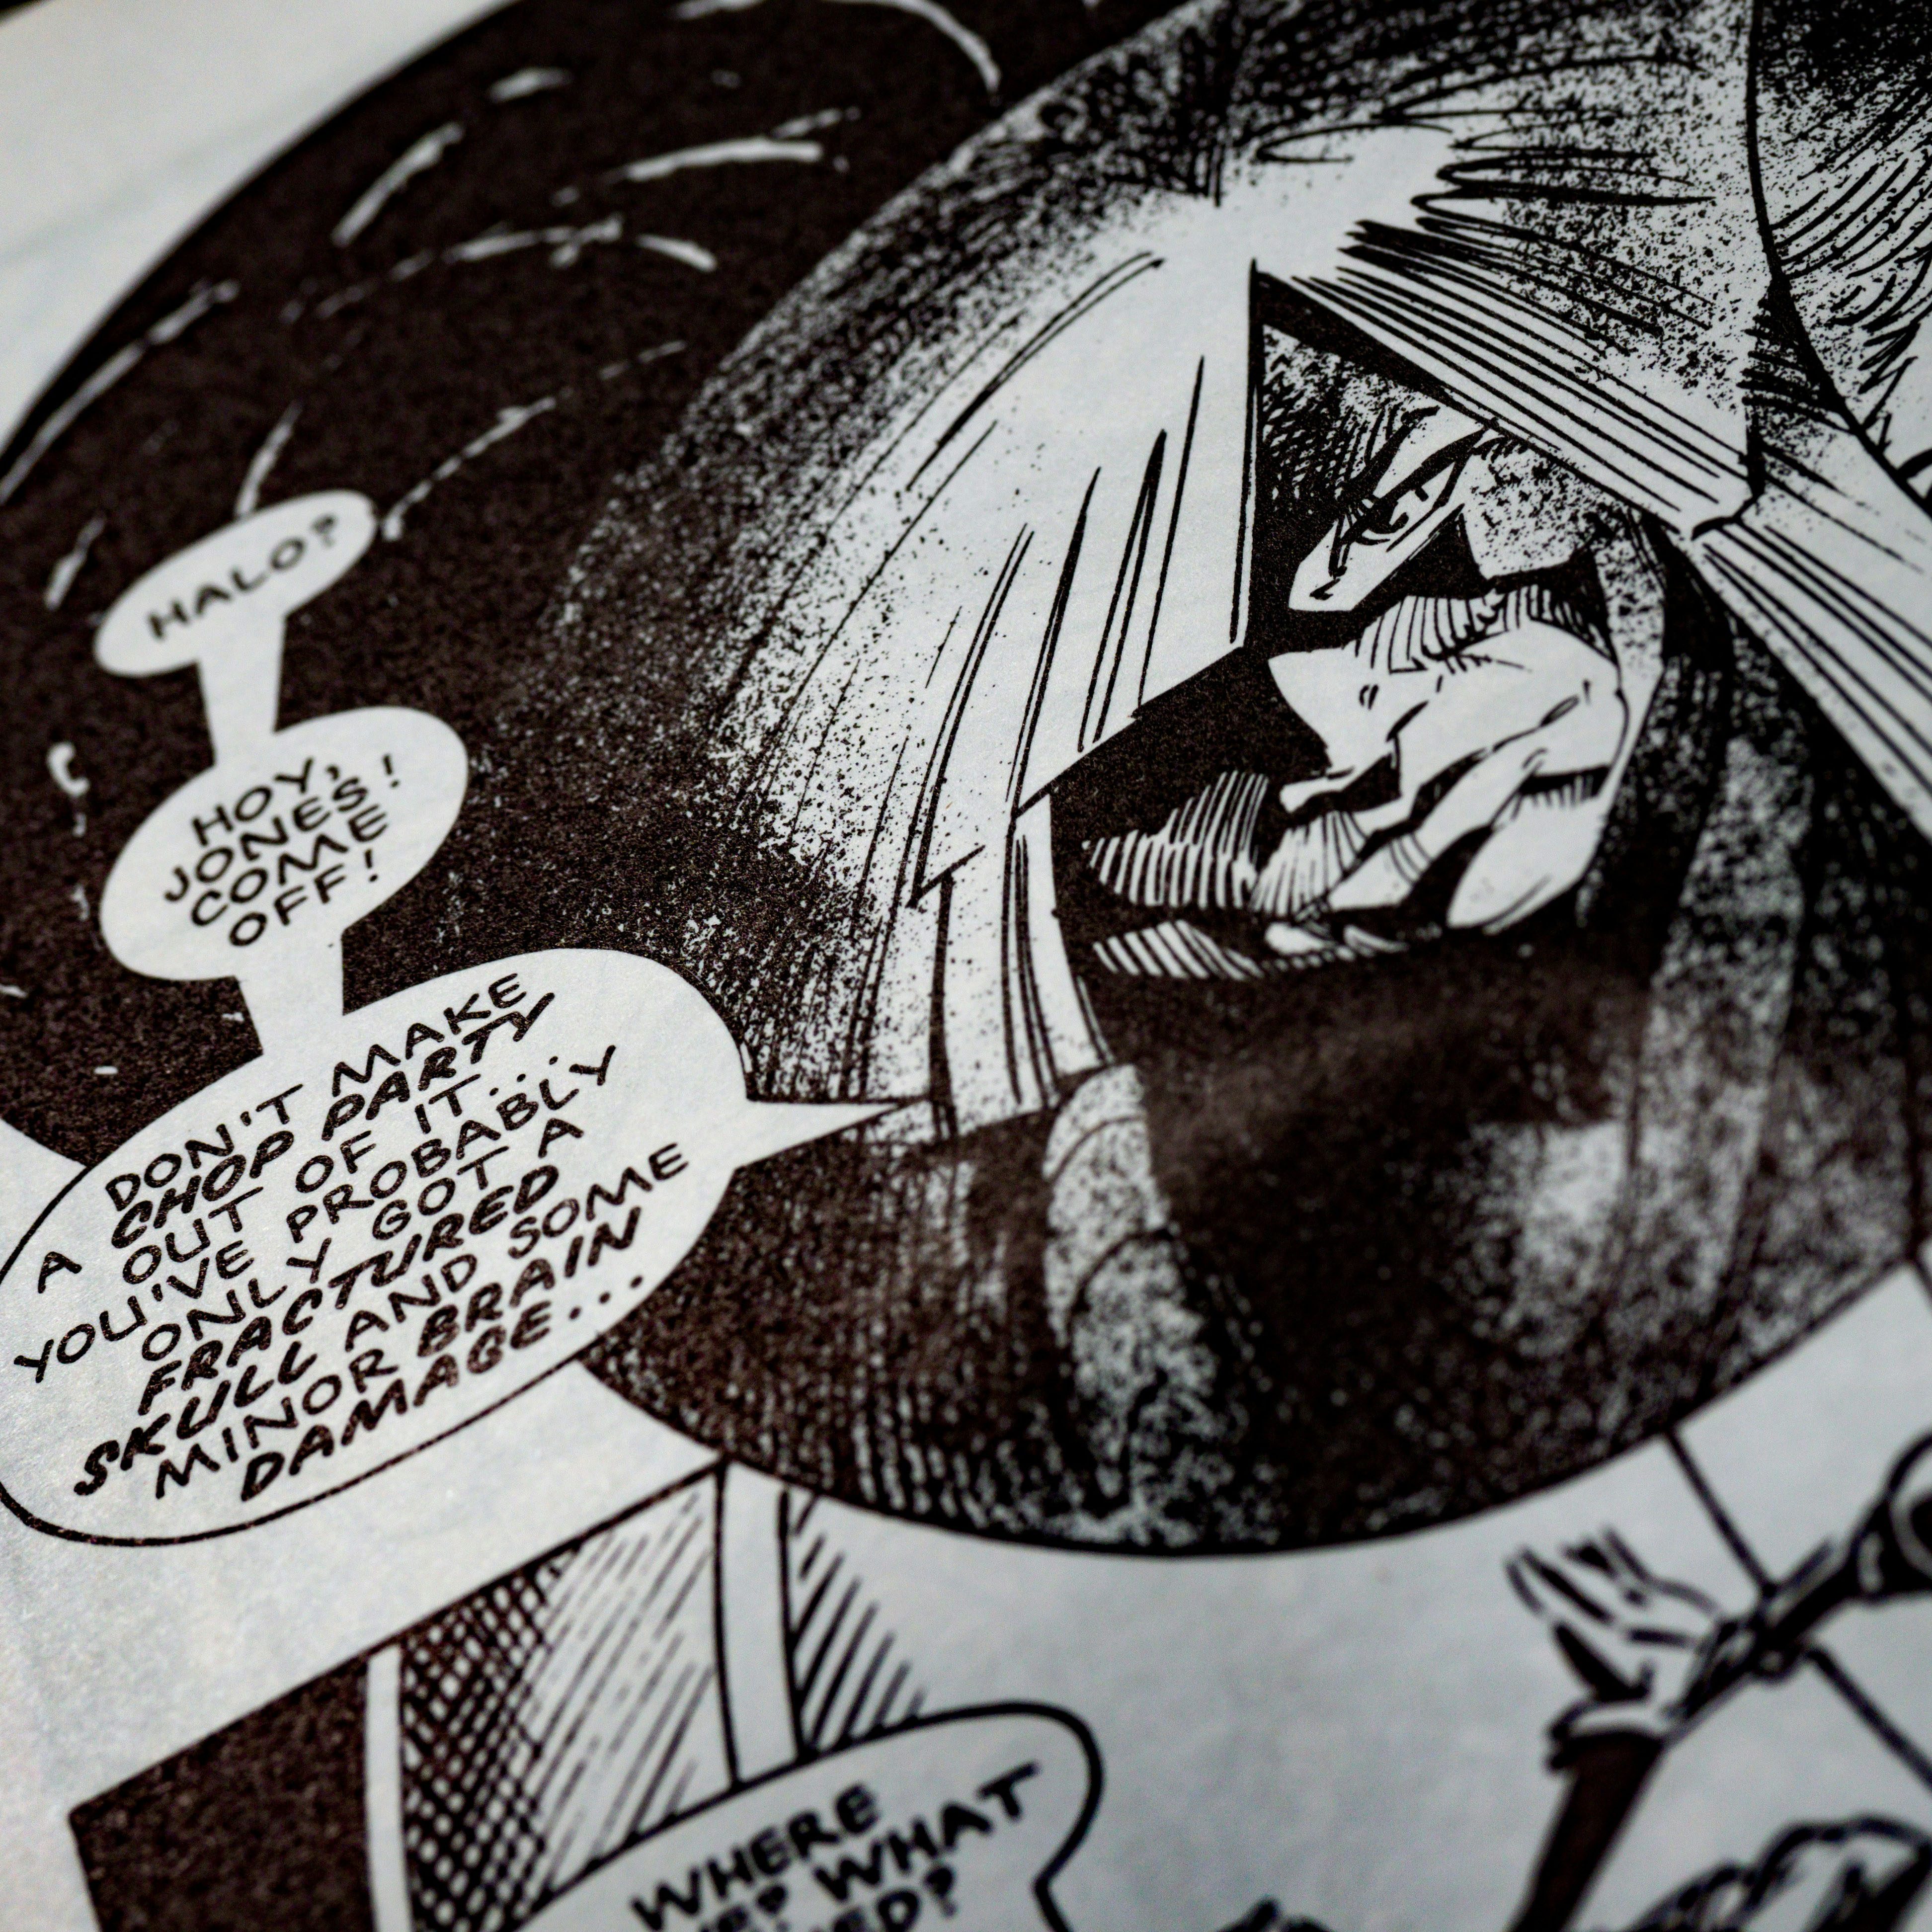 HALO?
HOY,
JONES!
COME
OFF!
DON'T MAKE
A CHOP PARTY
OUT OF IT...
YOU'VE PROBABLY
ONLY GOT A
FRACTURED
SKULL AND SOME
MINOR BRAIN
DAMAGE...
WHERE
WHAT